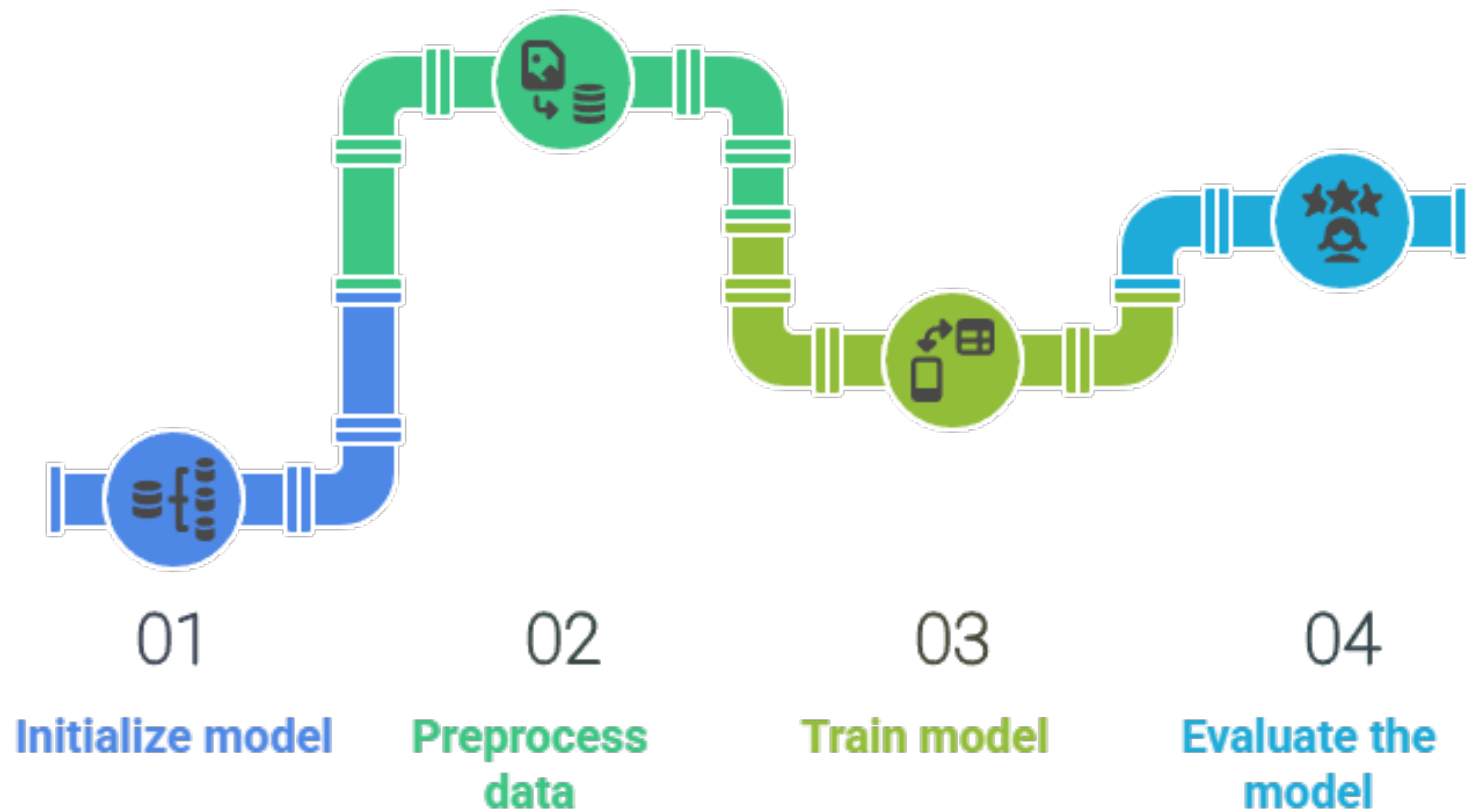 01
Initialize model
02
Preprocess
data
03
Train model
04
Evaluate the
model